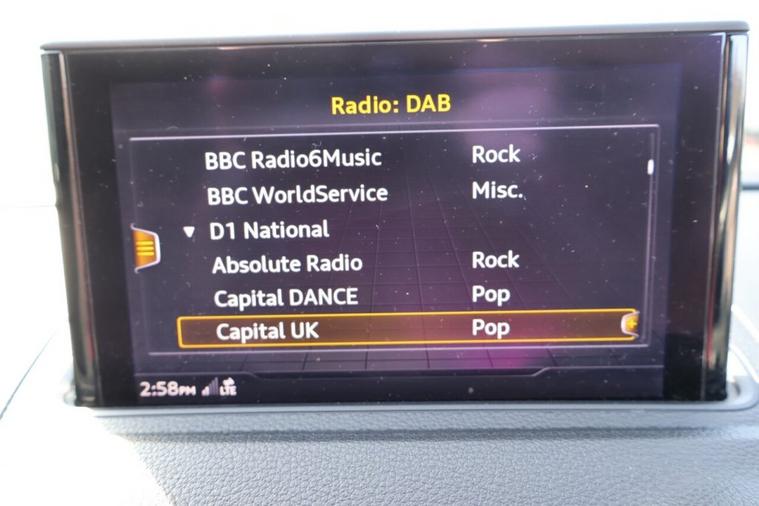 Radio: DAB
BBC Radio6Music Rock
BBC WorldService Misc.
D1 National
Absolute Radio Rock
Capital DANCE Pop
Capital UK Pop
2:58PM LTE